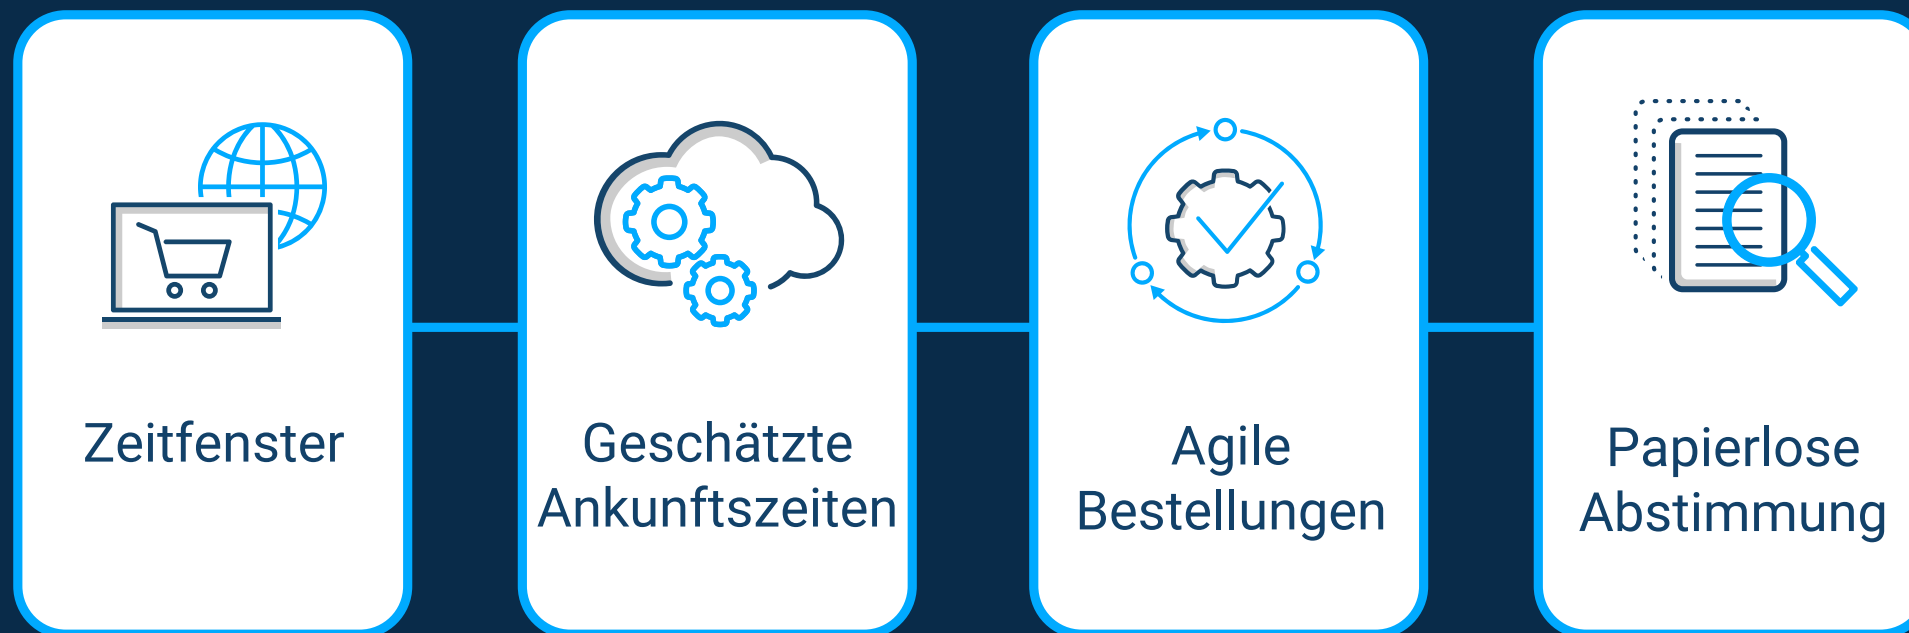 Zeitfenster
Geschätzte
Ankunftszeiten
Agile
Bestellungen
Papierlose
Abstimmung